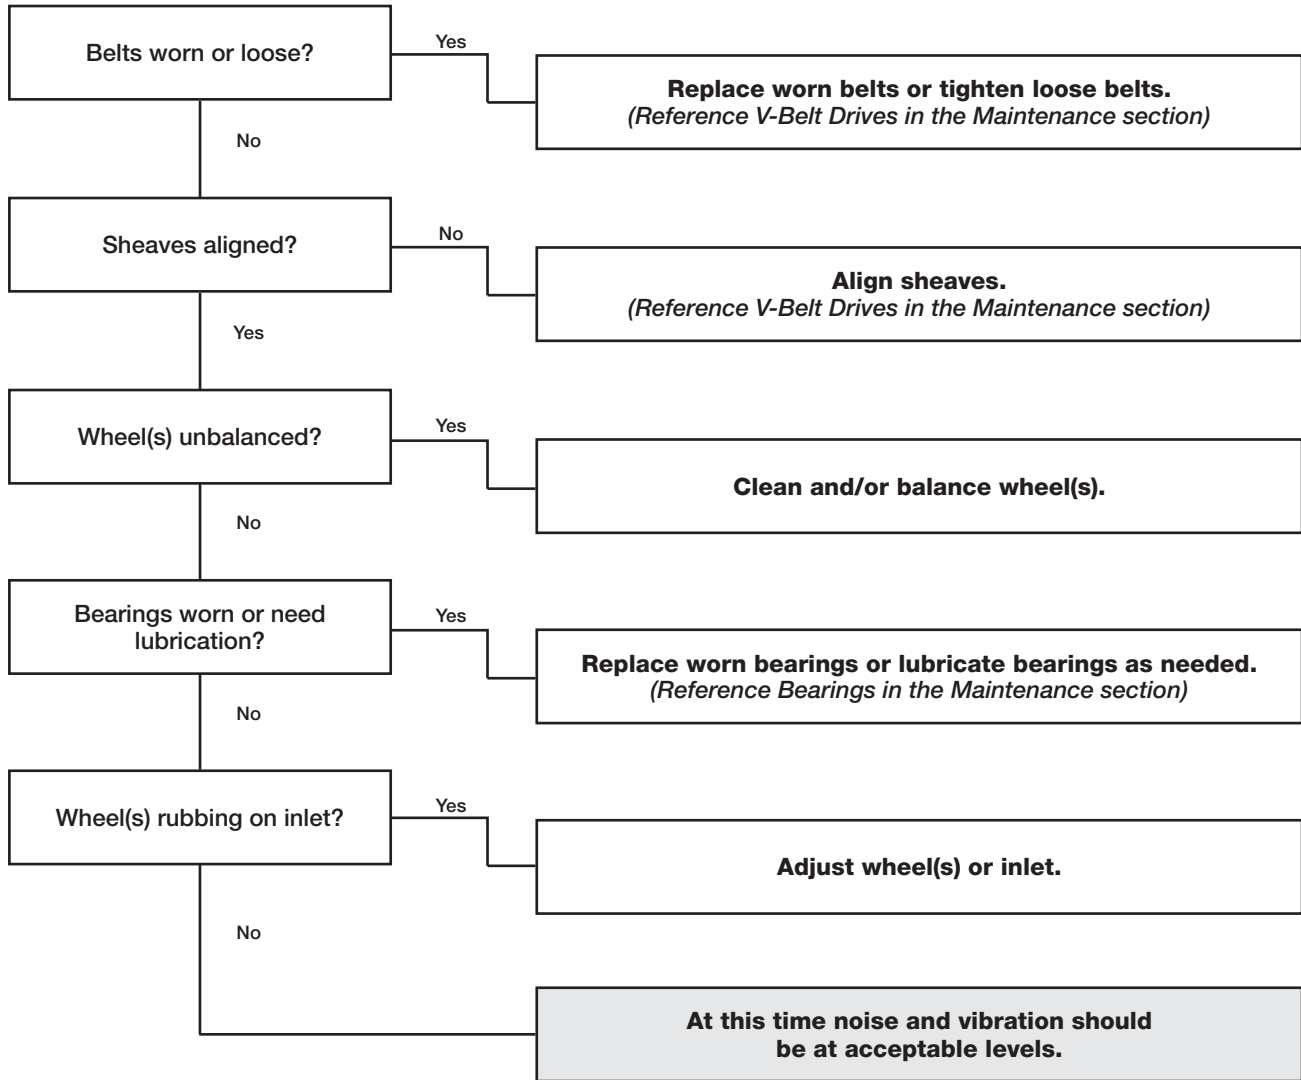 Belts worn or loose?
Yes
Replace worn belts or tighten loose belts.
(Reference V-Belt Drives in the Maintenance section)
No
Sheaves aligned?
No
Align sheaves.
(Reference V-Belt Drives in the Maintenance section)
Yes
Wheel(s) unbalanced?
Yes
Clean and/or balance wheel(s).
No
Bearings worn or need
lubrication?
Yes
Replace worn bearings or lubricate bearings as needed.
(Reference Bearings in the Maintenance section)
No
Wheel(s) rubbing on inlet?
Yes
Adjust wheel(s) or inlet.
No
At this time noise and vibration should
be at acceptable levels.